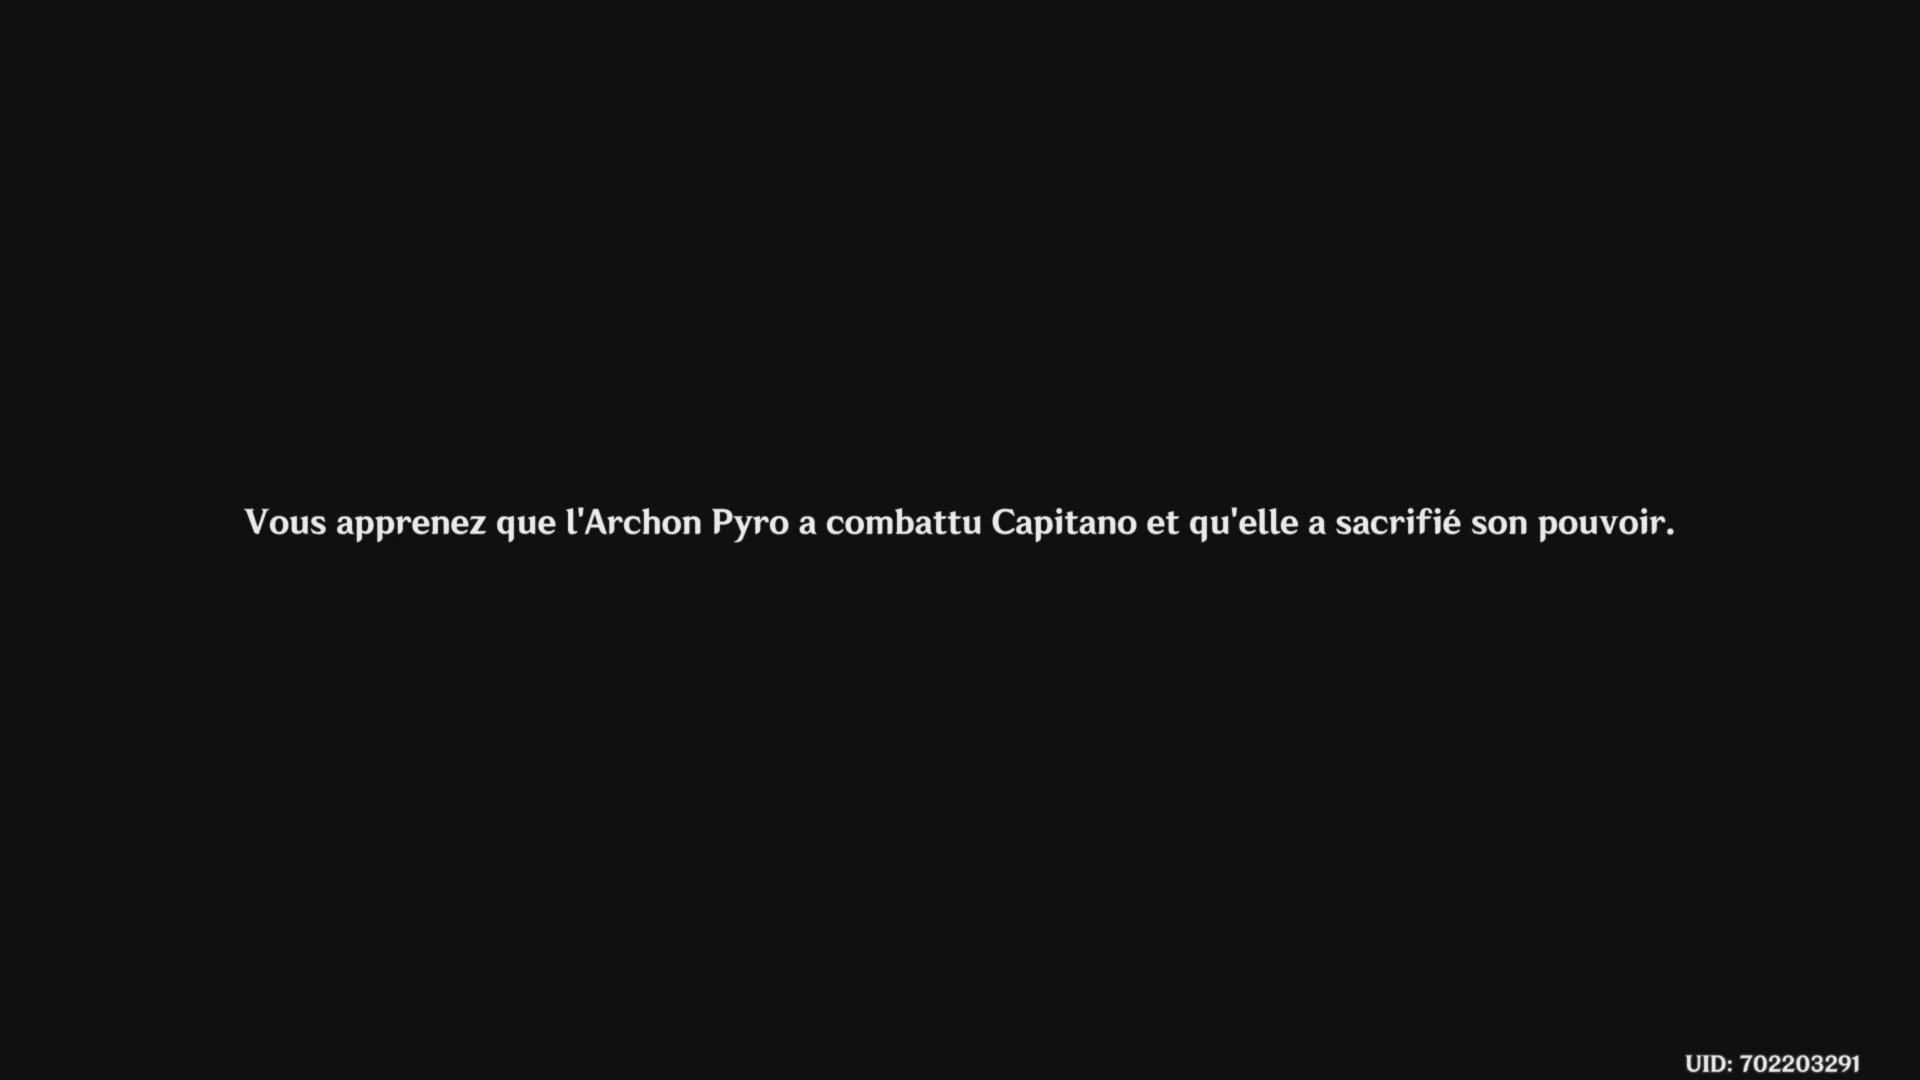 Vous apprenez que l'Archon Pyro a combattu Capitano et qu'elle a sacrifié son pouvoir.
UID: 702203291